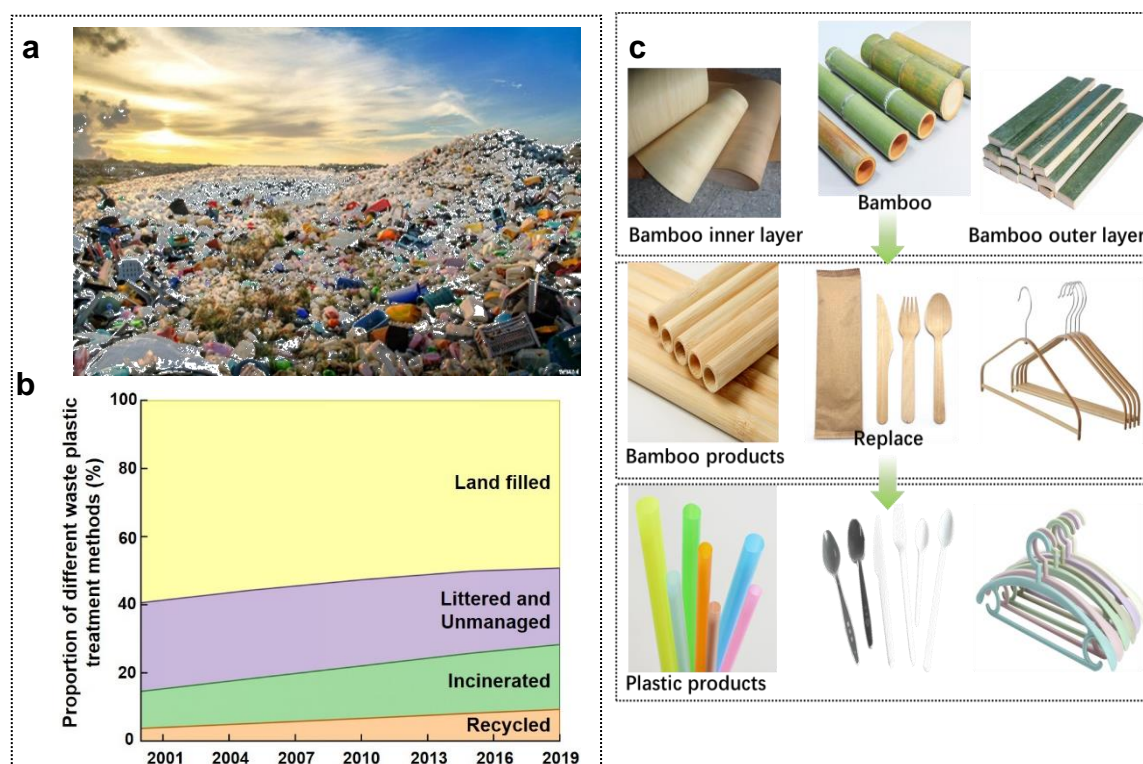 a
b
Proportion of different waste plastic
treatment methods (%)
100
80
60
40
20
0
Land filled
Littered and
Unmanaged
Incinerated
Recycled
2001 2004 2007 2010 2013 2016 2019
c
Bamboo
Bamboo inner layer
Bamboo outer layer
Replace
Bamboo products
Plastic products